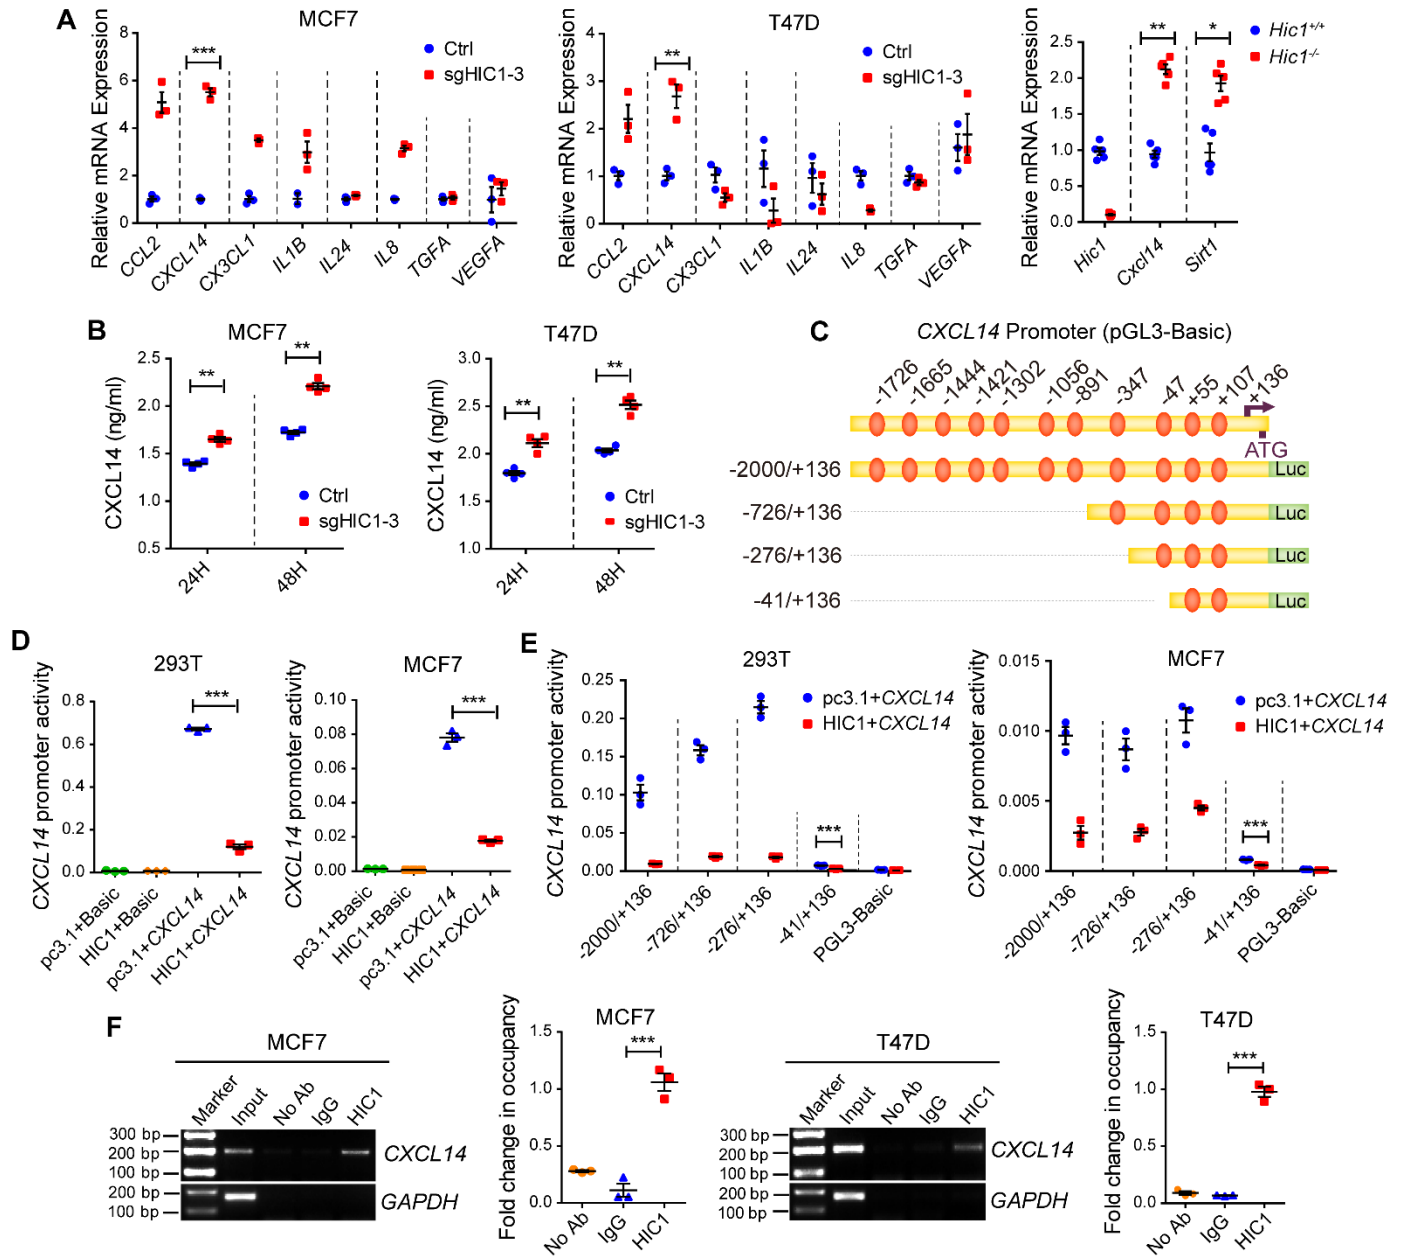 A
MCF7
Relative mRNA Expression
8
6
4
2
0
***
Ctrl
sgHIC1-3
CCL2
CXCL14
CX3CL1
IL1B
IL24
IL8
TGFA
VEGFA
T47D
Relative mRNA Expression
4
3
2
1
0
**
Ctrl
sgHIC1-3
CCL2
CXCL14
CX3CL1
IL1B
IL24
IL8
TGFA
VEGFA
Relative mRNA Expression
2.5
2.0
1.5
1.0
0.5
0.0
**
*
Hic1+/+
Hic1-/-
Hic1
Cxcl14
Sirt1
B
MCF7
CXCL14 (ng/ml)
2.5
2.0
1.5
1.0
0.5
**
**
Ctrl
sgHIC1-3
24H
48H
T47D
CXCL14 (ng/ml)
3.0
2.5
2.0
1.5
1.0
**
**
Ctrl
sgHIC1-3
24H
48H
C
CXCL14 Promoter (pGL3-Basic)
-1726
-1665
-1444
-1421
-1302
-1056
-891
-347
-47
+55
+107
+136
ATG
-2000/+136
Luc
-726/+136
Luc
-276/+136
Luc
-41/+136
Luc
D
293T
CXCL14 promoter activity
0.8
0.6
0.4
0.2
0.0
***
pc3.1+Basic
HIC1+Basic
pc3.1+CXCL14
HIC1+CXCL14
MCF7
CXCL14 promoter activity
0.10
0.08
0.06
0.04
0.02
0.00
***
pc3.1+Basic
HIC1+Basic
pc3.1+CXCL14
HIC1+CXCL14
E
293T
CXCL14 promoter activity
0.25
0.20
0.15
0.10
0.05
0.00
pc3.1+CXCL14
HIC1+CXCL14
***
-2000/+136
-726/+136
-276/+136
-41/+136
PGL3-Basic
MCF7
CXCL14 promoter activity
0.015
0.010
0.005
0.000
pc3.1+CXCL14
HIC1+CXCL14
***
-2000/+136
-726/+136
-276/+136
-41/+136
PGL3-Basic
F
MCF7
Marker
Input
No Ab
IgG
HIC1
300 bp
200 bp
100 bp
CXCL14
200 bp
100 bp
GAPDH
MCF7
Fold change in occupancy
1.5
1.0
0.5
0.0
***
No Ab
IgG
HIC1
T47D
Marker
Input
No Ab
IgG
HIC1
300 bp
200 bp
100 bp
CXCL14
200 bp
100 bp
GAPDH
T47D
Fold change in occupancy
1.5
1.0
0.5
0.0
***
No Ab
IgG
HIC1